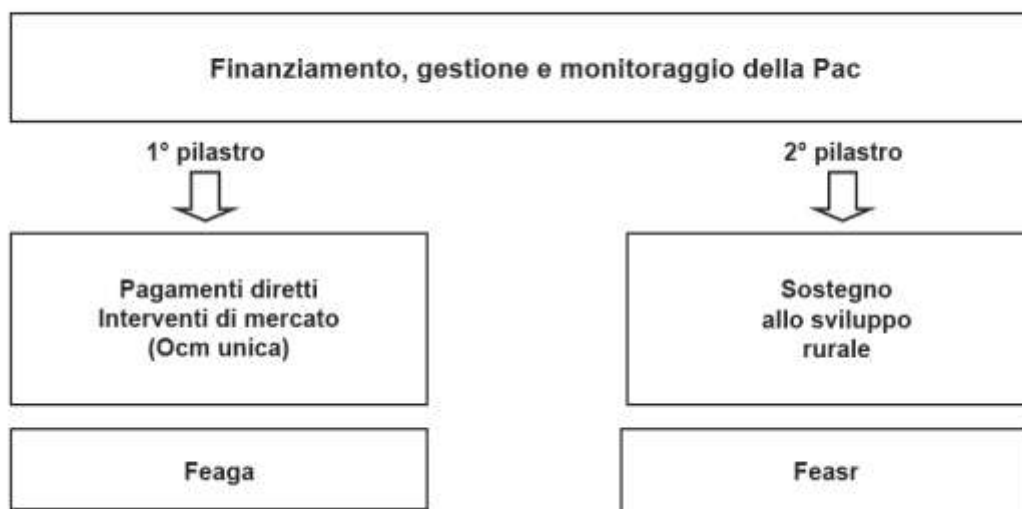 Finanziamento, gestione e monitoraggio della Pac
1° pilastro
2° pilastro
Pagamenti diretti
Interventi di mercato
(Ocm unica)
Sostegno
allo sviluppo
rurale
Feaga
Feasr